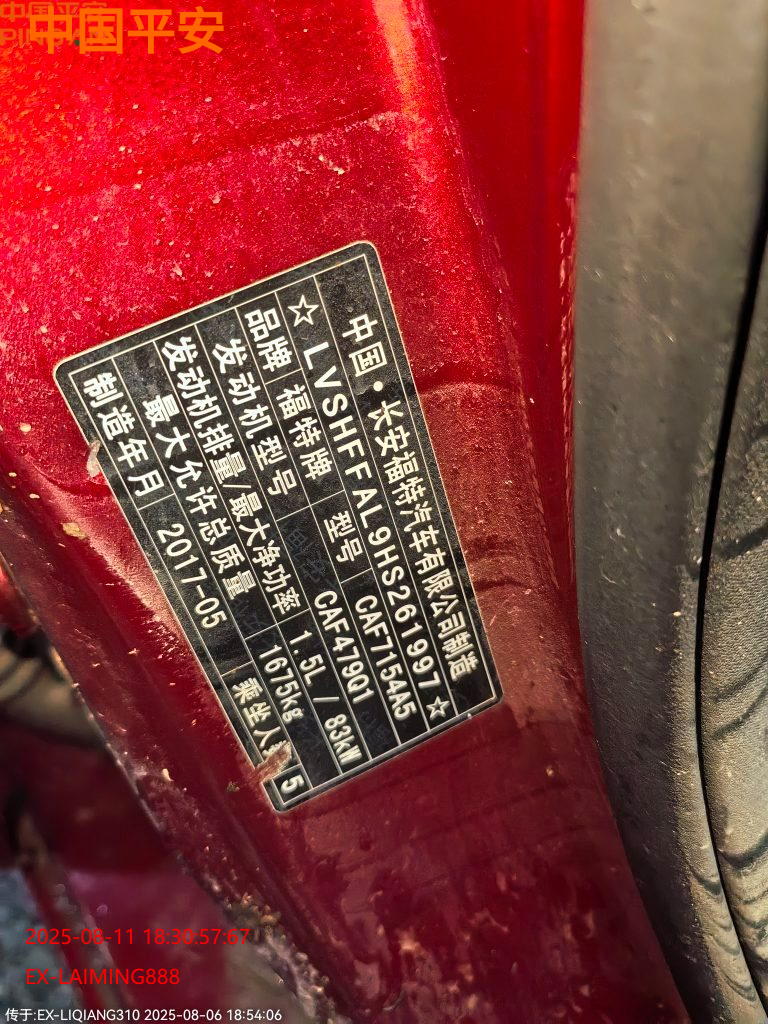 中国平安
中国·长安福特汽车有限公司制造
☆ LVSHFFAL9HS261997 ☆
品牌 福特牌 型号 CAF7154A5
发动机型号 CAF479Q1
发动机排量/最大净功率 1.5L / 83kW
最大允许总质量 1675kg
制造年月 2017-05 乘坐人 5
2025-08-11 18:30:57:67
EX-LAIMING888
传于:EX-LIQIANG310 2025-08-06 18:54:06